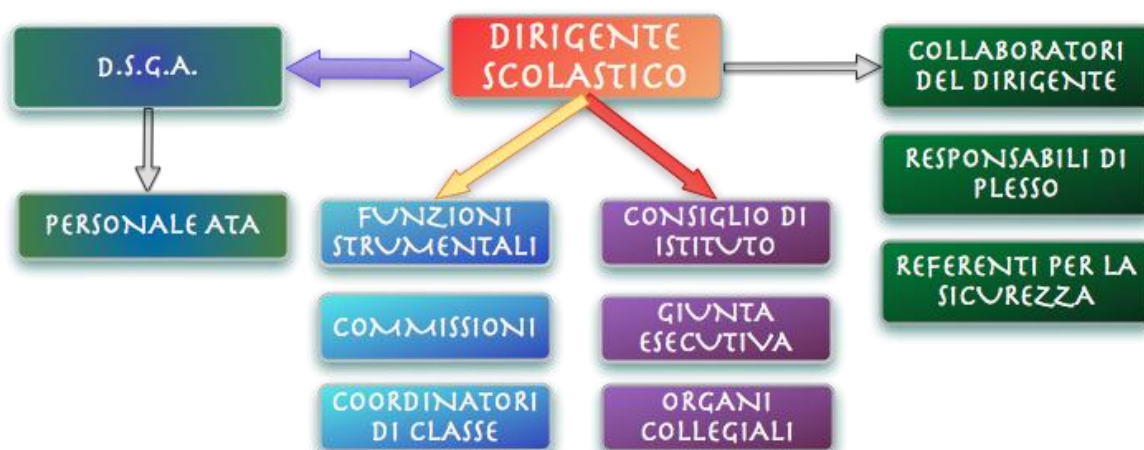 D.S.G.A.
DIRIGENTE
SCOLASTICO
COLLABORATORI
DEL DIRIGENTE
PERSONALE ATA
FUNZIONI
STRUMENTALI
CONSIGLIO DI
ISTITUTO
RESPONSABILI DI
PLESSO
COMMISSIONI
GIUNTA
ESECUTIVA
REFERENTI PER LA
SICUREZZA
COORDINATORI
DI CLASSE
ORGANI
COLLEGIALI